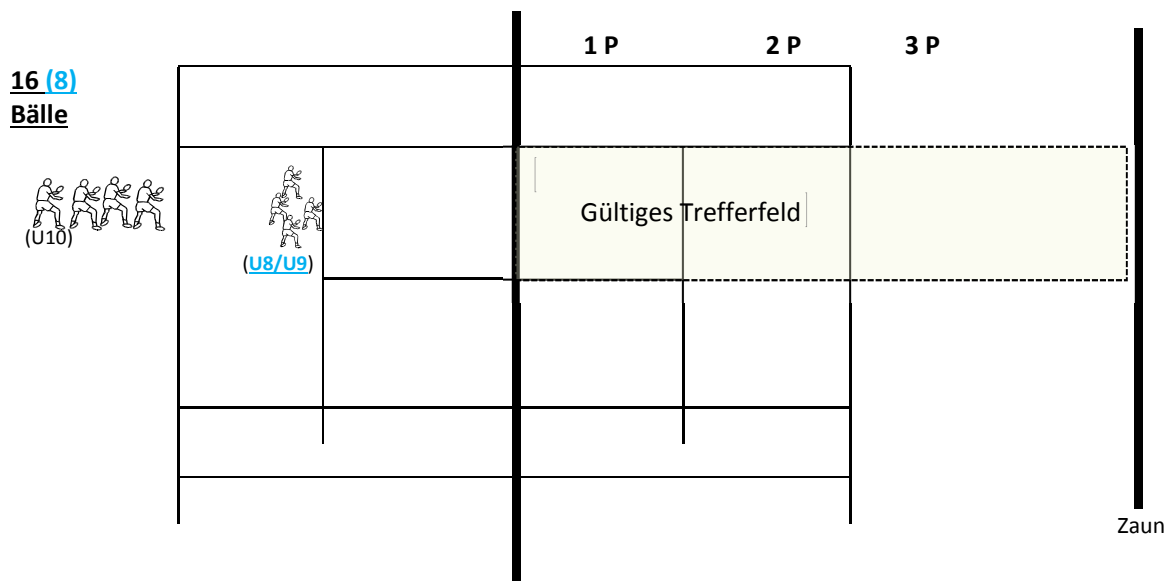 1 P 2 P 3 P
16 (8)
Bälle
Gültiges Trefferfeld
(U10)
(U8/U9)
Zaun